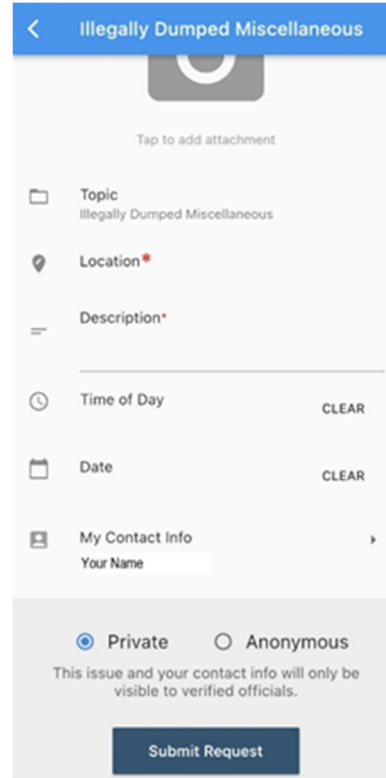 Illegally Dumped Miscellaneous
Tap to add attachment
Topic
Illegally Dumped Miscellaneous
Location*
Description*
Time of Day
CLEAR
Date
CLEAR
My Contact Info
Your Name
Private Anonymous
This issue and your contact info will only be
visible to verified officials.
Submit Request